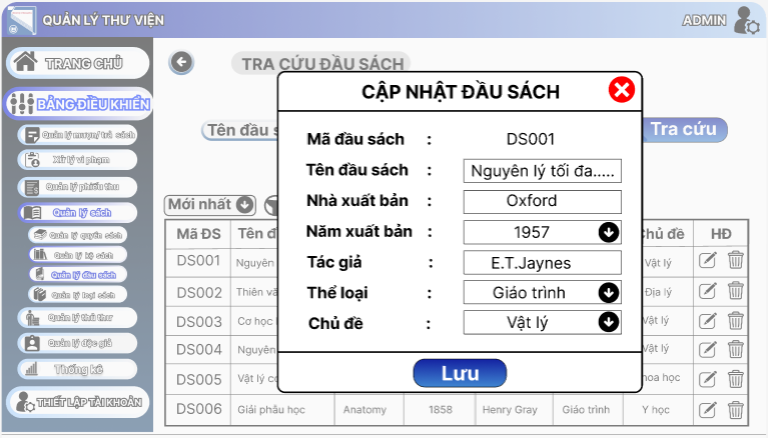 QUẢN LÝ THƯ VIỆN
ADMIN
TRANG CHỦ
BẢNG ĐIỀU KHIỂN
Quản lý mượn/ trả sách
Xử lý vi phạm
Quản lý phiếu thu
Quản lý sách
Quản lý quyển sách
Quản lý kệ sách
Quản lý đầu sách
Quản lý loại sách
Quản lý thủ thư
Quản lý độc giả
Thống kê
THIẾT LẬP TÀI KHOẢN
TRA CỨU ĐẦU SÁCH
Tên đầu
Tra cứu
Mới nhất
CẬP NHẬT ĐẦU SÁCH
Mã đầu sách : DS001
Tên đầu sách : Nguyên lý tối đa.....
Nhà xuất bản : Oxford
Năm xuất bản : 1957
Tác giả : E.T.Jaynes
Thể loại : Giáo trình
Chủ đề : Vật lý
Lưu
Mã ĐS Tên chủ đề HĐ
DS001 Nguyên Vật lý
DS002 Thiên Địa lý
DS003 Cơ học Vật lý
DS004 Nguyên Vật lý
DS005 Vật lý học
DS006 Giải phẫu học Anatomy 1858 Henry Gray Giáo trình Y học